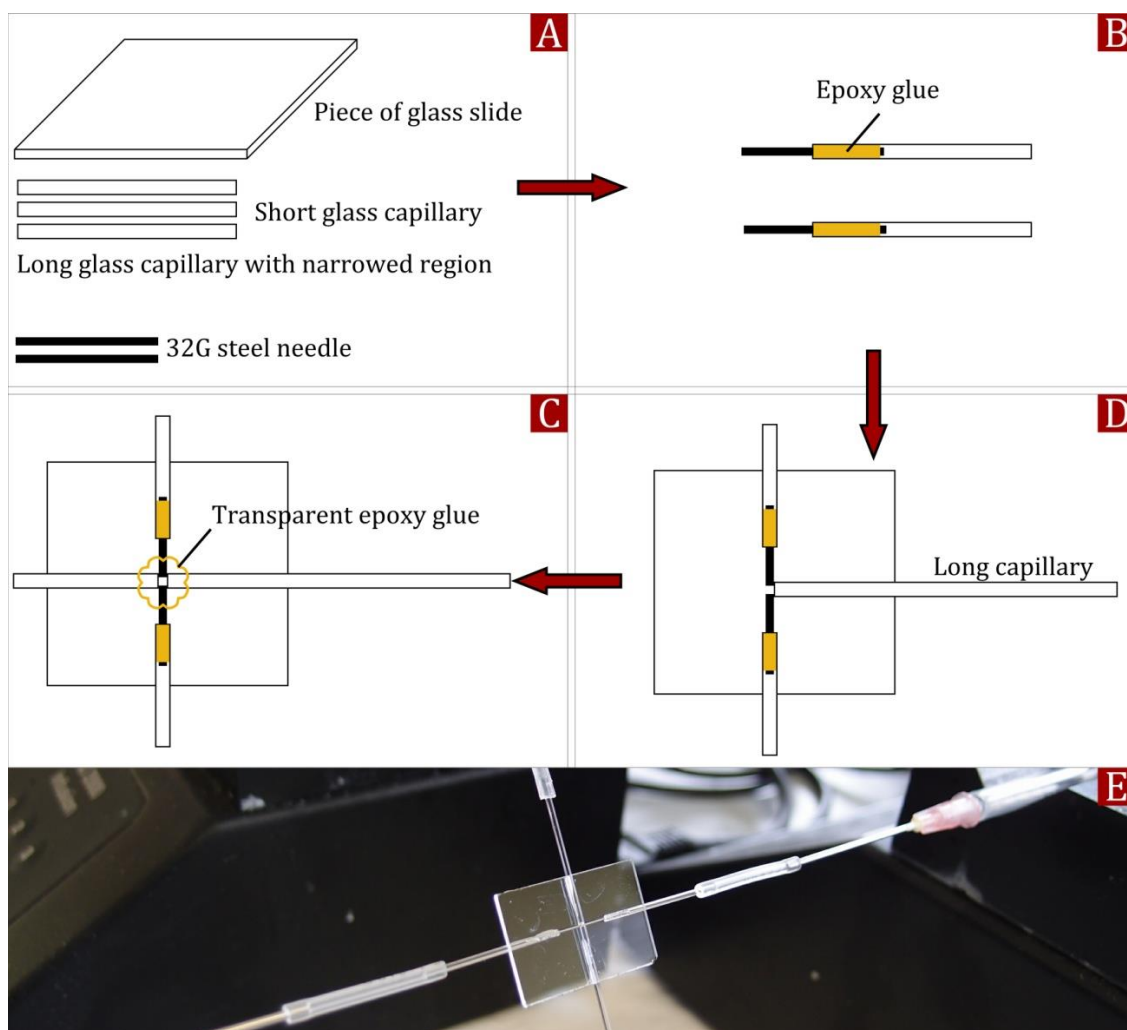 A
Piece of glass slide
Short glass capillary
Long glass capillary with narrowed region
32G steel needle
B
Epoxy glue
C
Transparent epoxy glue
D
Long capillary
E